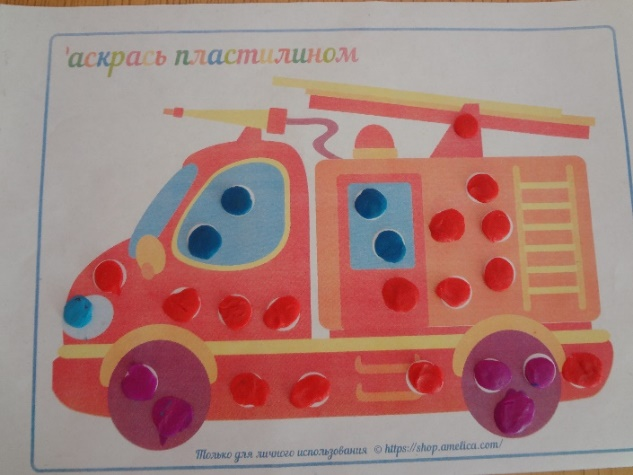 'аскрась пластилином
Только для личного использования © https://shop.amelica.com/